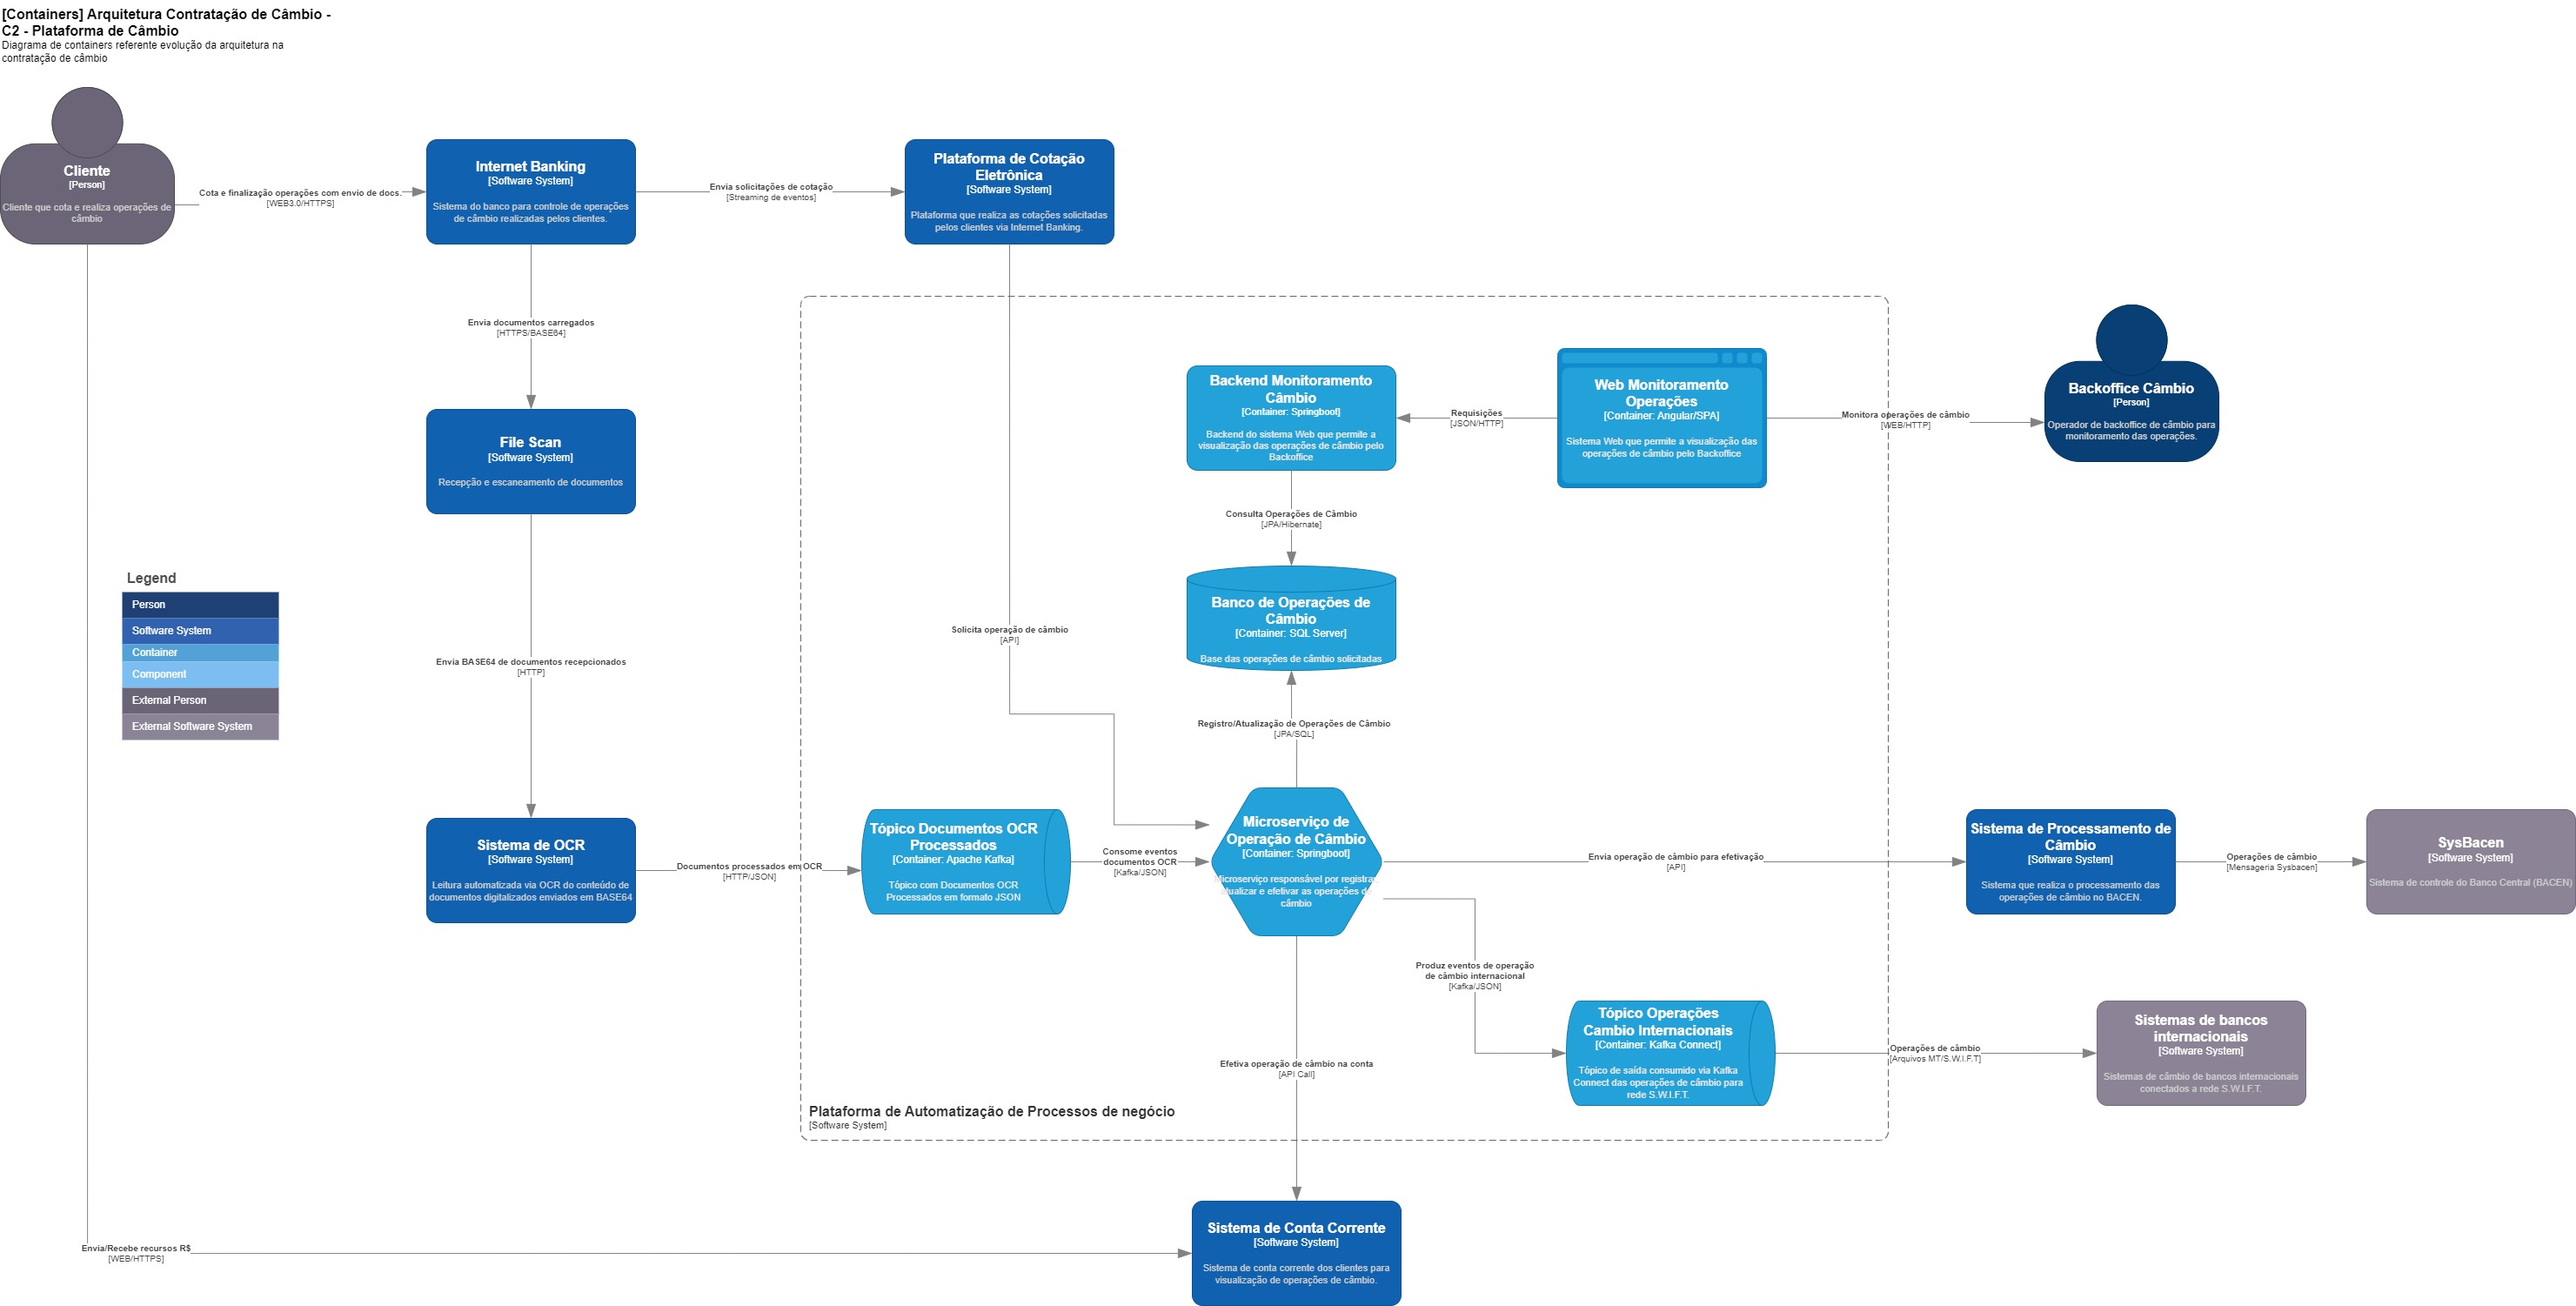 [Containers] Arquitetura Contratação de Câmbio -
C2 - Plataforma de Câmbio
Diagrama de containers referente evolução da arquitetura na
contratação de câmbio
Cliente
[Person]
Cliente que cota e realiza operações de
câmbio
Cota e finalização operações com envio de docs.
[WEB3.0/HTTPS]
Internet Banking
[Software System]
Sistema do banco para controle de operações
de câmbio realizadas pelos clientes.
Envia solicitações de cotação
[Streaming de eventos]
Plataforma de Cotação
Eletrônica
[Software System]
Plataforma que realiza as cotações solicitadas
pelos clientes via Internet Banking.
Envia documentos carregados
[HTTPS/BASE64]
File Scan
[Software System]
Recepção e escaneamento de documentos
Backend Monitoramento
Câmbio
[Container: Springboot]
Backend do sistema Web que permite a
visualização das operações de câmbio pelo
Backoffice
Requisições
[JSON/HTTP]
Web Monitoramento
Operações
[Container: Angular/SPA]
Sistema Web que permite a visualização das
operações de câmbio pelo Backoffice
Monitora operações de câmbio
[WEB/HTTP]
Backoffice Câmbio
[Person]
Operador de backoffice de câmbio para
monitoramento das operações.
Consulta Operações de Câmbio
[JPA/Hibernate]
Banco de Operações de
Câmbio
[Container: SQL Server]
Base das operações de câmbio solicitadas
Legend
Person
Software System
Container
Component
External Person
External Software System
Envia BASE64 de documentos recepcionados
[HTTP]
Solicita operação de câmbio
[API]
Registro/Atualização de Operações de Câmbio
[JPA/SQL]
Sistema de OCR
[Software System]
Leitura automatizada via OCR do conteúdo de
documentos digitalizados enviados em BASE64
Documentos processados em OCR
[HTTP/JSON]
Tópico Documentos OCR
Processados
[Container: Apache Kafka]
Tópico com Documentos OCR
Processados em formato JSON
Consome eventos
documentos OCR
[Kafka/JSON]
Microserviço de
Operação de Câmbio
[Container: Springboot]
Microserviço responsável por registrar,
atualizar e efetivar as operações de
câmbio
Envia operação de câmbio para efetivação
[API]
Sistema de Processamento de
Câmbio
[Software System]
Sistema que realiza o processamento das
operações de câmbio no BACEN.
Operações de câmbio
[Mensageria Sysbacen]
SysBacen
[Software System]
Sistema de controle do Banco Central (BACEN)
Produz eventos de operação
de câmbio internacional
[Kafka/JSON]
Tópico Operações
Cambio Internacionais
[Container: Kafka Connect]
Tópico de saída consumido via Kafka
Connect das operações de câmbio para
rede S.W.I.F.T.
Operações de câmbio
[Arquivos MT/S.W.I.F.T]
Sistemas de bancos
internacionais
[Software System]
Sistemas de câmbio de bancos internacionais
conectados a rede S.W.I.F.T.
Efetiva operação de câmbio na conta
[API Call]
Plataforma de Automatização de Processos de negócio
[Software System]
Envia/Recebe recursos R$
[WEB/HTTPS]
Sistema de Conta Corrente
[Software System]
Sistema de conta corrente dos clientes para
visualização de operações de câmbio.